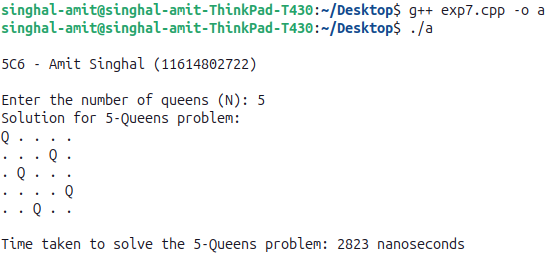 singhal-amit@singhal-amit-ThinkPad-T430:~/Desktop$ g++ exp7.cpp -o a
singhal-amit@singhal-amit-ThinkPad-T430:~/Desktop$ ./a
5C6 - Amit Singhal (11614802722)
Enter the number of queens (N): 5
Solution for 5-Queens problem:
Q . . . .
. . . Q .
. Q . . .
. . . . Q
. . Q . .
Time taken to solve the 5-Queens problem: 2823 nanoseconds